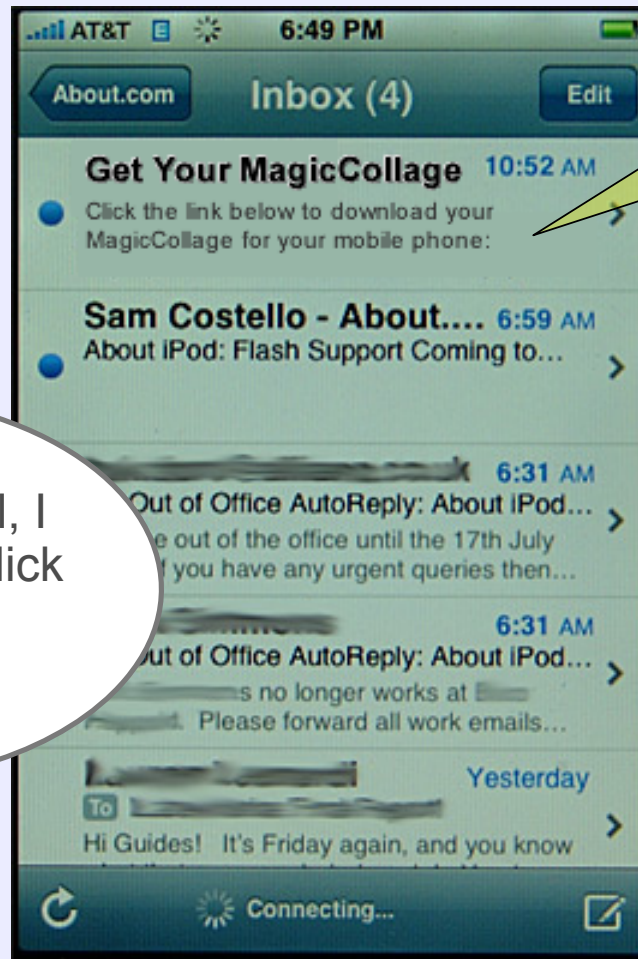 AT&T E 6:49 PM
About.com Inbox (4) Edit
Get Your MagicCollage 10:52 AM
Click the link below to download your
MagicCollage for your mobile phone:
Sam Costello - About.... 6:59 AM
About iPod: Flash Support Coming to...
6:31 AM
Out of Office AutoReply: About iPod...
e out of the office until the 17th July
you have any urgent queries then...
l, I
lick
6:31 AM
Out of Office AutoReply: About iPod...
s no longer works at
Please forward all work emails...
Yesterday
To
Hi Guides! It's Friday again, and you know
Connecting...